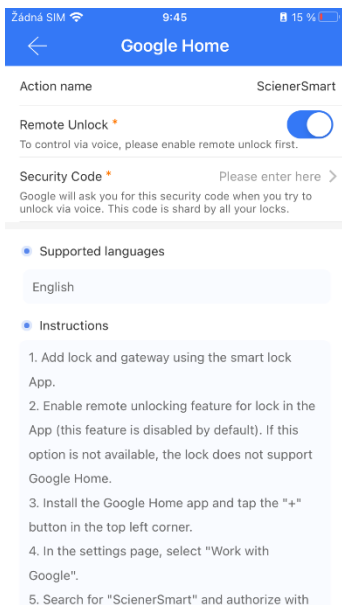 Žádná SIM 9:45 15 %
Google Home
Action name ScienerSmart
Remote Unlock *
To control via voice, please enable remote unlock first.
Security Code * Please enter here
Google will ask you for this security code when you try to
unlock via voice. This code is shard by all your locks.
Supported languages
English
Instructions
1. Add lock and gateway using the smart lock
App.
2. Enable remote unlocking feature for lock in the
App (this feature is disabled by default). If this
option is not available, the lock does not support
Google Home.
3. Install the Google Home app and tap the "+"
button in the top left corner.
4. In the settings page, select "Work with
Google".
5. Search for "ScienerSmart" and authorize with